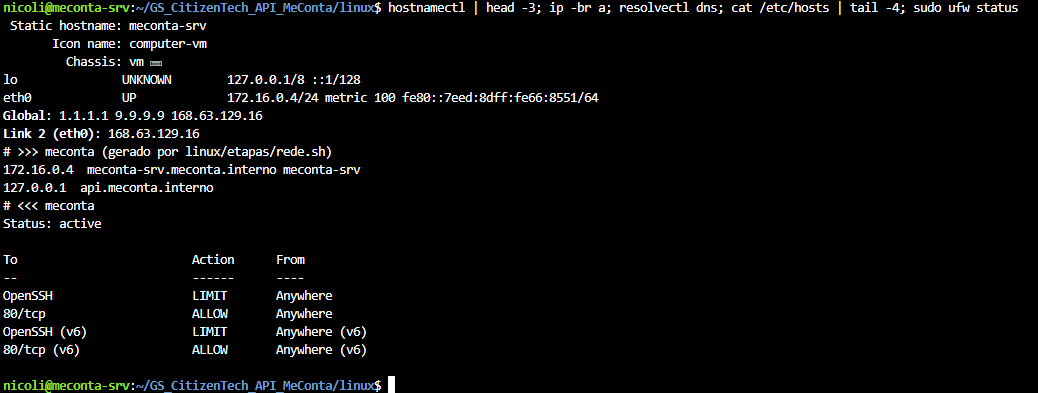 nicoli@meconta-srv:~/GS_CitizenTech_API_MeConta/linux$ hostnamectl | head -3; ip -br a; resolvectl dns; cat /etc/hosts | tail -4; sudo ufw status
Static hostname: meconta-srv
Icon name: computer-vm
Chassis: vm
lo UNKNOWN 127.0.0.1/8 ::1/128
eth0 UP 172.16.0.4/24 metric 100 fe80::7eed:8dff:fe66:8551/64
Global: 1.1.1.1 9.9.9.9 168.63.129.16
Link 2 (eth0): 168.63.129.16
# >>> meconta (gerado por linux/etapas/rede.sh)
172.16.0.4 meconta-srv.meconta.interno meconta-srv
127.0.0.1 api.meconta.interno
# <<< meconta
Status: active
To Action From
-- ------ ----
OpenSSH LIMIT Anywhere
80/tcp ALLOW Anywhere
OpenSSH (v6) LIMIT Anywhere (v6)
80/tcp (v6) ALLOW Anywhere (v6)
nicoli@meconta-srv:~/GS_CitizenTech_API_MeConta/linux$